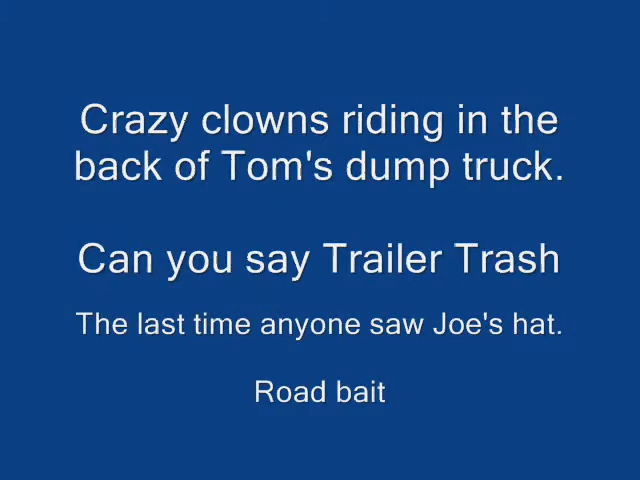 Crazy clowns riding in the
back of Tom's dump truck.
Can you say Trailer Trash
The last time anyone saw Joe's hat.
Road bait